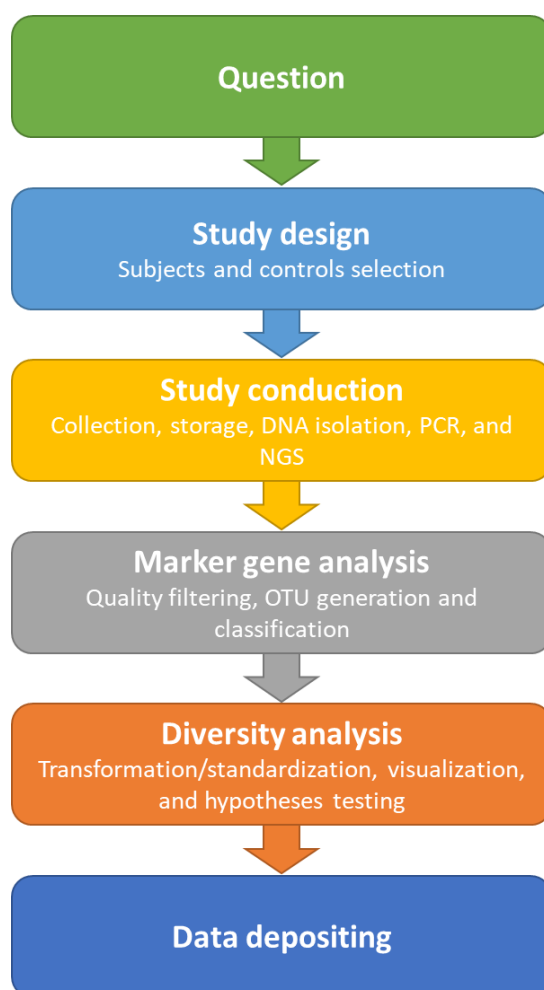 Question
Study design
Subjects and controls selection
Study conduction
Collection, storage, DNA isolation, PCR, and
NGS
Marker gene analysis
Quality filtering, OTU generation and
classification
Diversity analysis
Transformation/standardization, visualization,
and hypotheses testing
Data depositing